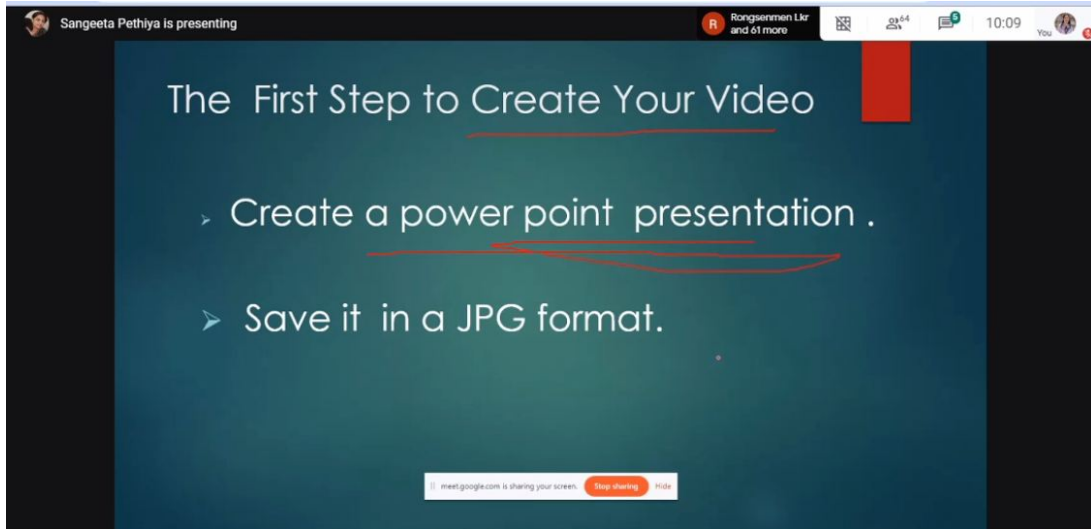 Sangeeta Pethiya is presenting
R
Rongsenmen Lkr
and 61 more
64
5
10:09
You
The First Step to Create Your Video
Create a power point presentation .
Save it in a JPG format.
meet.google.com is sharing your screen.
Stop sharing
Hide